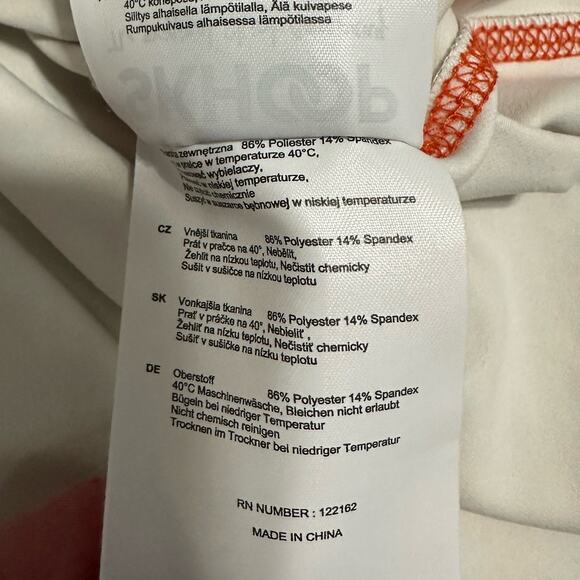 40°C
Silitys alhaisella lämpötilalla, Älä kuivapese
Rumpukuivaus alhaisessa lämpötilassa
SKHOOP
zewnętrzna 86% Poliester 14% Spandex
w temperaturze 40°C,
wybielaczy,
w niskiej temperaturze,
chemicznie
bębnowej w niskiej temperaturze
CZ Vnější tkanina 86% Polyester 14% Spandex
Prát v pračce na 40°, Nebělit,
Žehlit na nízkou teplotu, Nečistit chemicky
Sušit v sušičce na nízkou teplotu
SK Vonkajšia tkanina 86% Polyester 14% Spandex
Prať v práčke na 40°, Nebieliť ,
Žehliť na nízku teplotu, Nečistiť chemicky
Sušiť v sušičke na nízku teplotu
DE Oberstoff 86% Polyester 14% Spandex
40°C Maschinenwäsche, Bleichen nicht erlaubt
Bügeln bei niedriger Temperatur
Nicht chemisch reinigen
Trocknen im Trockner bei niedriger Temperatur
RN NUMBER : 122162
MADE IN CHINA